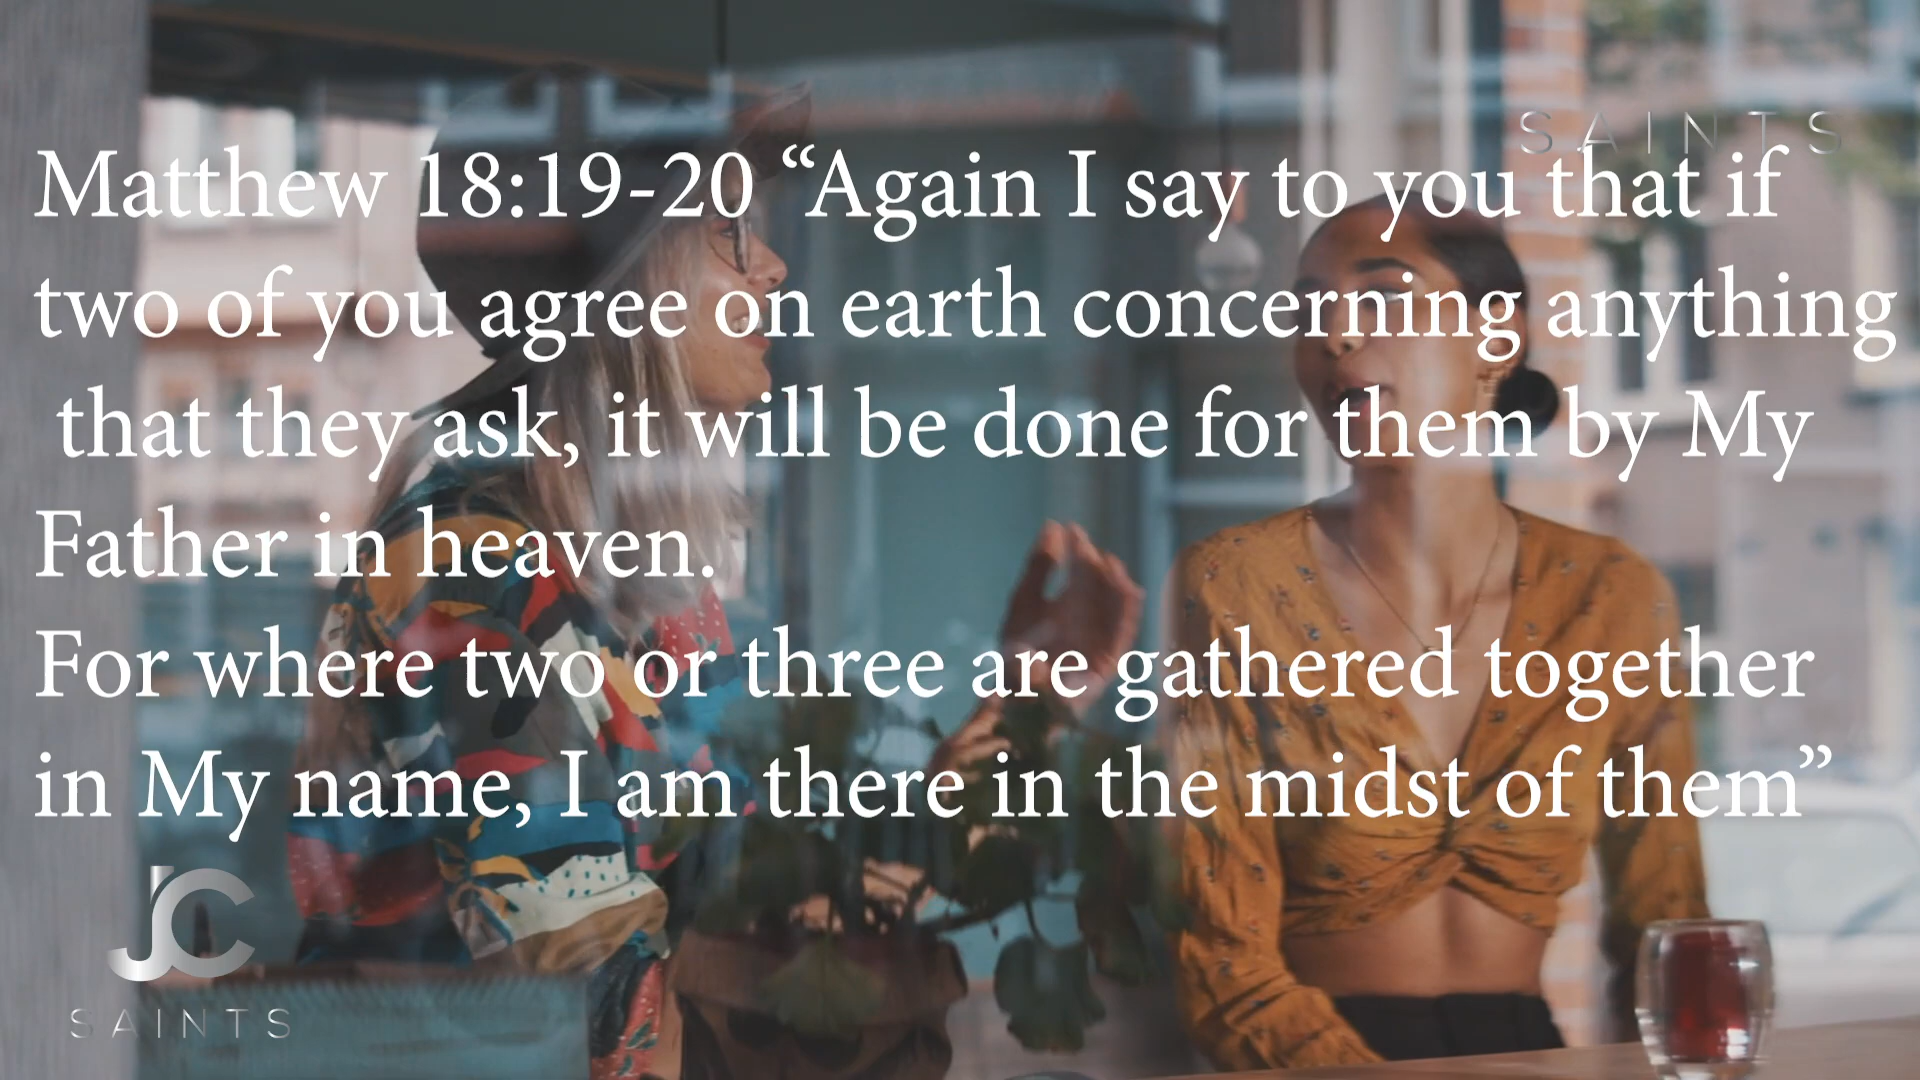 SAINTS
Matthew 18:19-20 “Again I say to you that if
two of you agree on earth concerning anything
that they ask, it will be done for them by My
Father in heaven.
For where two or three are gathered together
in My name, I am there in the midst of them”
JC
SAINTS